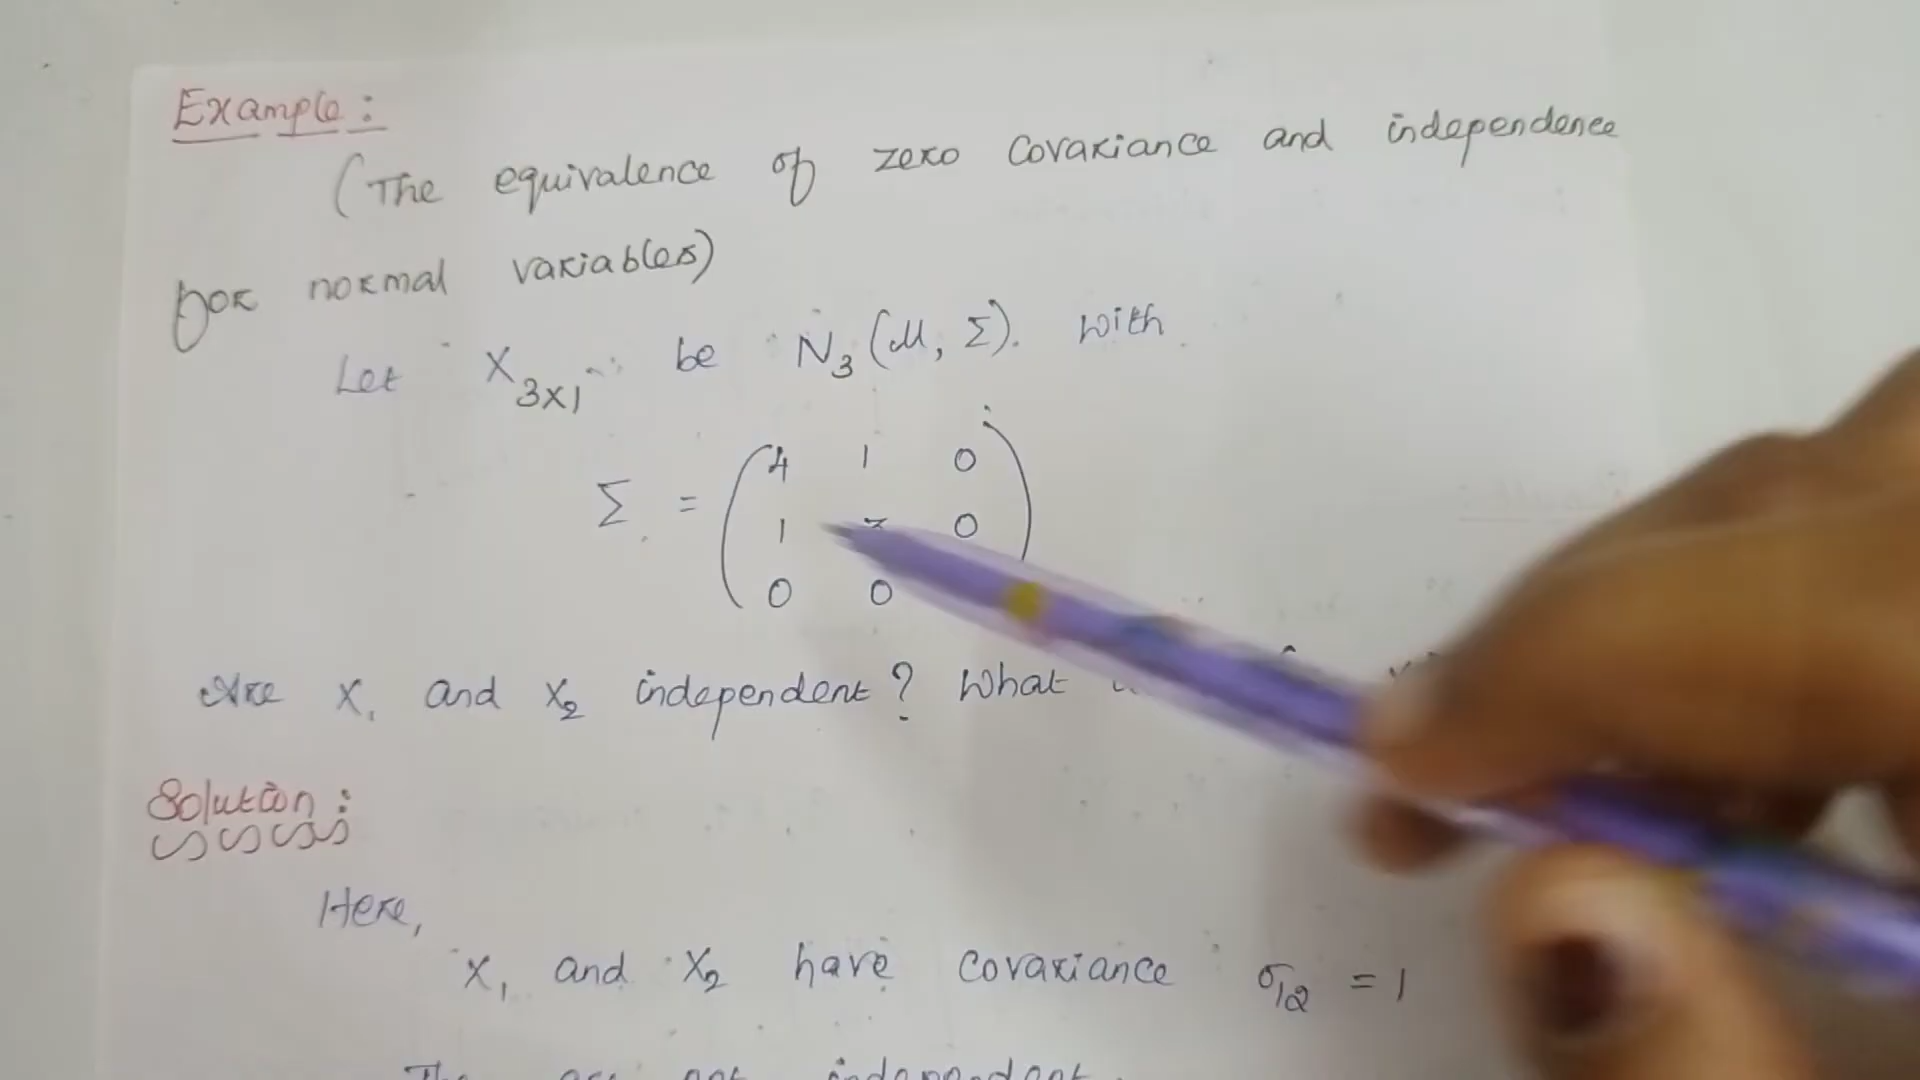 Example:
(The equivalence of zero covariance and independence
for normal variables)
Let X3x1 be N3(μ, Σ). with
Σ = (4 1 0
1 0
0 0
Are X1 and X2 independent? What
Solution:
Here,
X1 and X2 have covariance σ12 = 1
not independent.